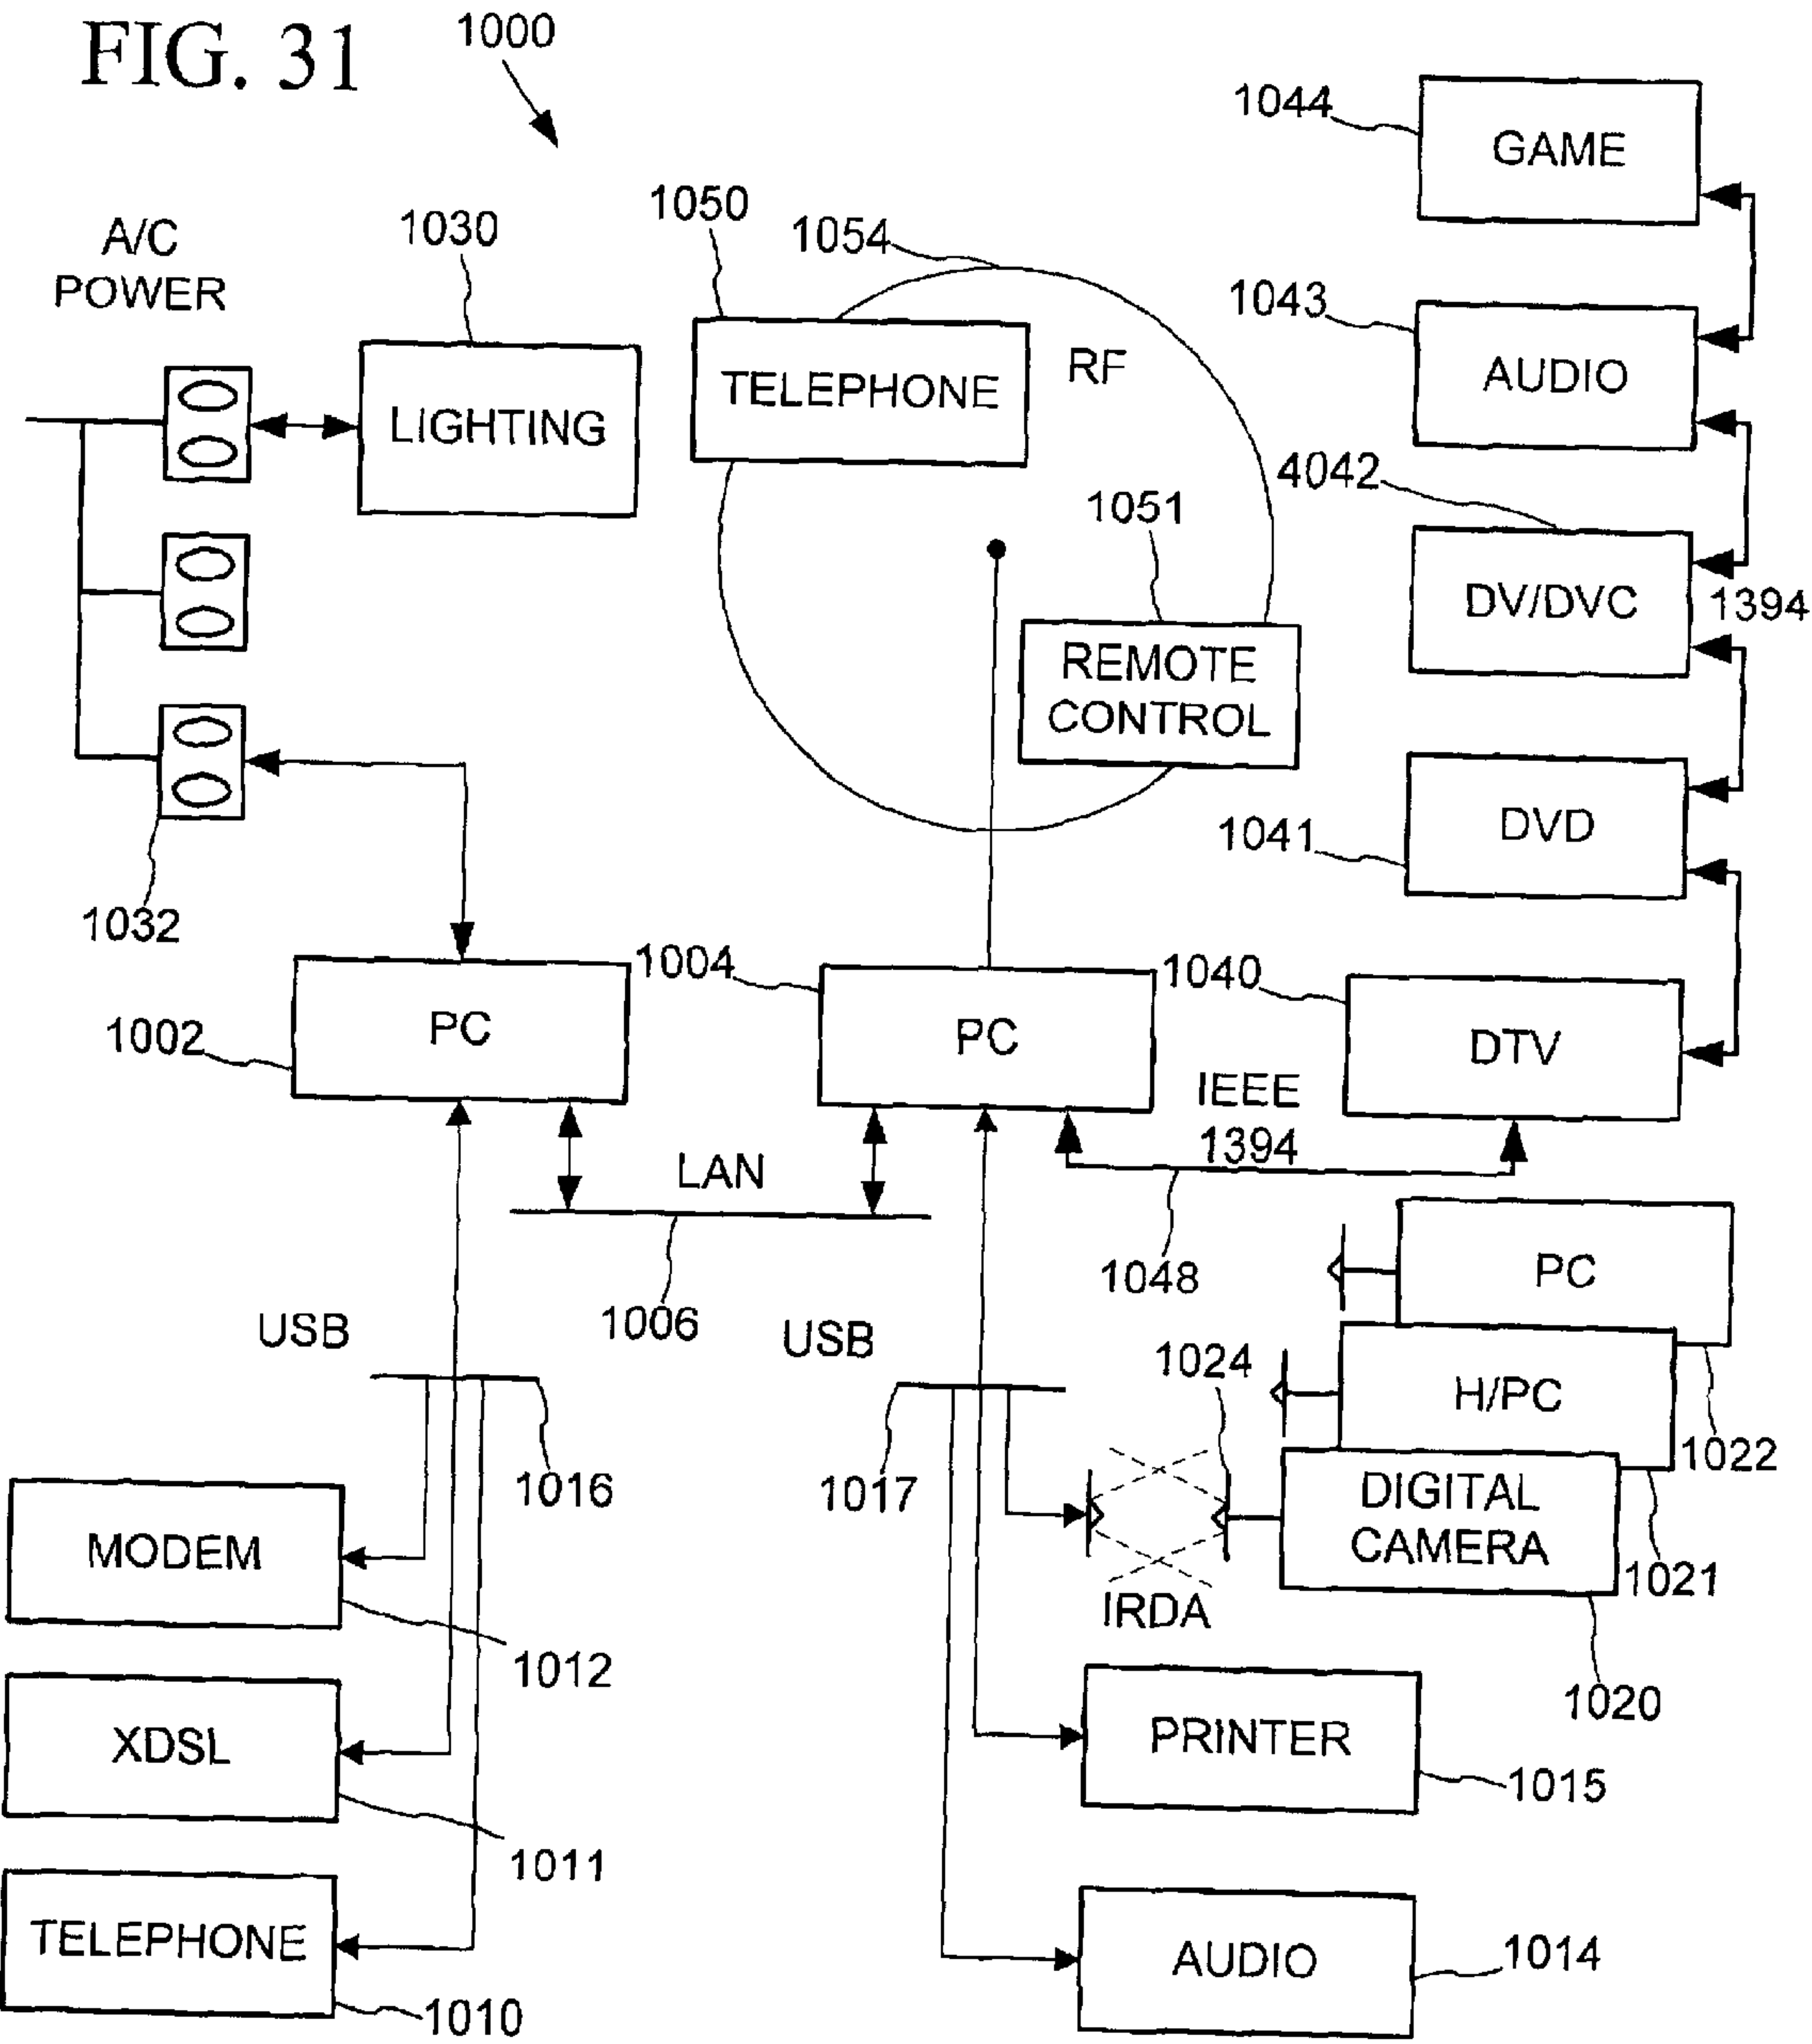 FIG. 31
1000
1044
GAME
1050
1054
A/C
POWER
1030
1043
AUDIO
RF
TELEPHONE
LIGHTING
4042
1051
DV/DVC
1394
REMOTE
CONTROL
1041
DVD
1032
1004
1040
PC
1002
PC
DTV
IEEE
1394
LAN
1048
PC
1006
USB
USB
1024
H/PC
1022
1016
1017
DIGITAL
CAMERA
1021
MODEM
IRDA
1012
1020
XDSL
PRINTER
1015
1011
TELEPHONE
AUDIO
1014
1010